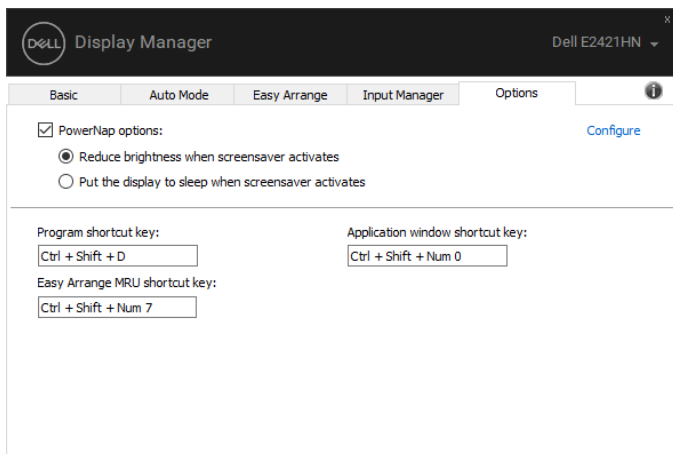 x
DELL Display Manager Dell E2421HN
Basic Auto Mode Easy Arrange Input Manager Options i
PowerNap options: Configure
Reduce brightness when screensaver activates
Put the display to sleep when screensaver activates
Program shortcut key: Application window shortcut key:
Ctrl + Shift + D Ctrl + Shift + Num 0
Easy Arrange MRU shortcut key:
Ctrl + Shift + Num 7